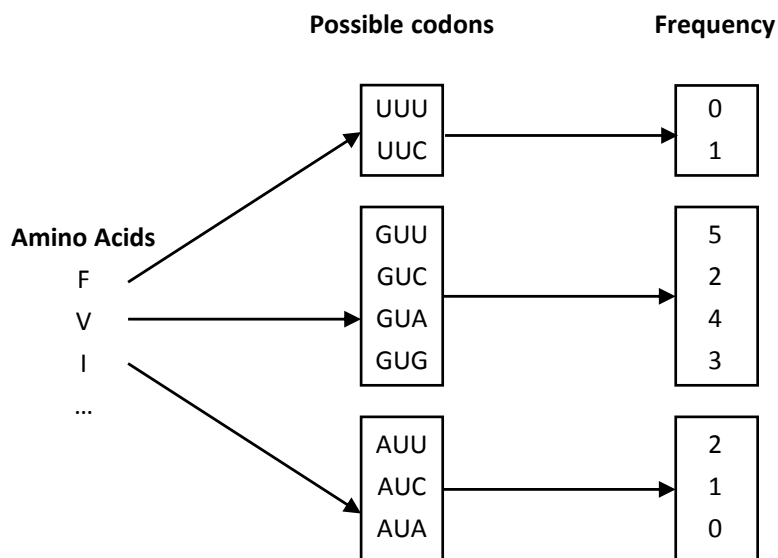 Possible codons Frequency
UUU 0
UUC 1
Amino Acids
F
V
I
...
GUU 5
GUC 2
GUA 4
GUG 3
AUU 2
AUC 1
AUA 0